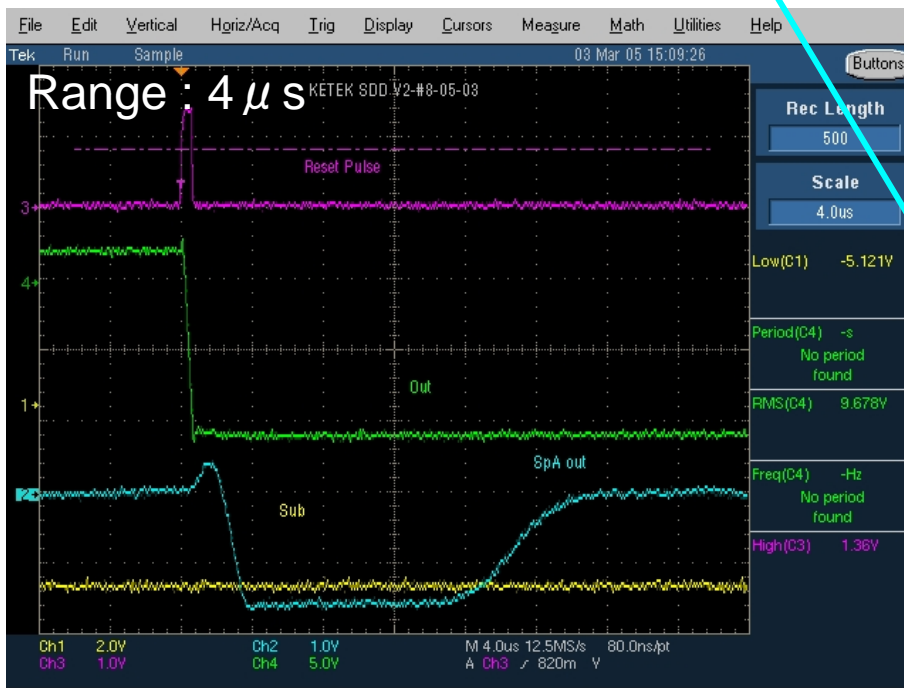 File Edit Vertical Horiz/Acq Trig Display Cursors Measure Math Utilities Help
Tek Run Sample 03 Mar 05 15:09:26
Buttons
Range : 4 μ s
KETEK SDD V2-#8-05-03
Rec Length
500
Reset Pulse
Scale
4.0us
3
Low(C1) -5.121V
4
Period(C4) -s
No period
found
Out
1
RMS(C4) 9.678V
SpA out
Freq(C4) -Hz
No period
found
Sub
High(C3) 1.36V
Ch1 2.0V Ch2 1.0V M 4.0us 12.5MS/s 80.0ns/pt
Ch3 1.0V Ch4 5.0V A Ch3 ⁄ 820m V